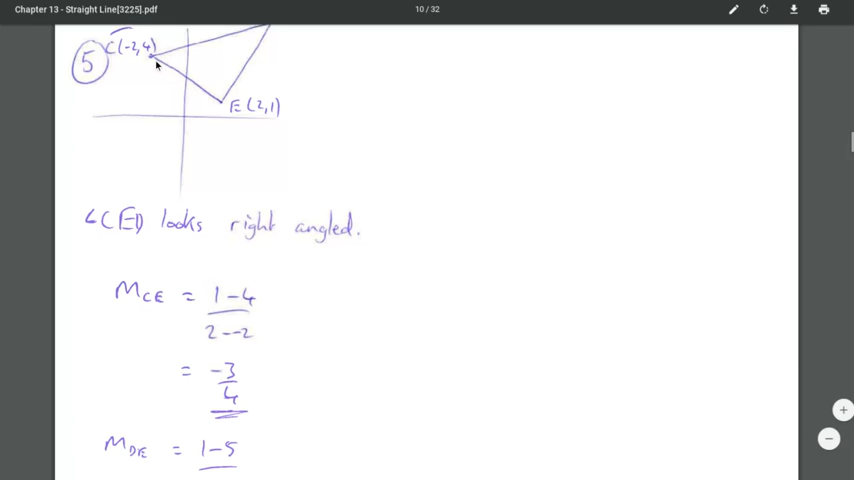 Chapter 13 - Straight Line[3225].pdf
10 / 32
5
C(-2,4)
E(2,1)
∠CED looks right angled.
M_CE = 1-4
2--2
= -3
4
M_DE = 1-5